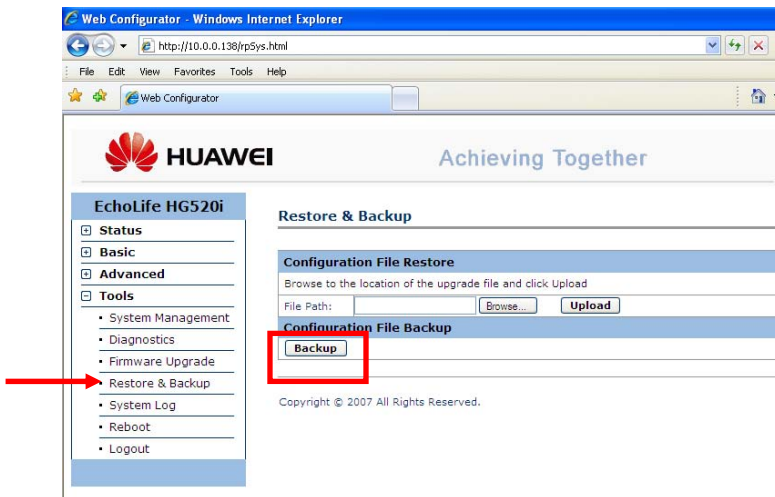 Web Configurator - Windows Internet Explorer
http://10.0.0.138/rpSys.html
File Edit View Favorites Tools Help
Web Configurator
HUAWEI
Achieving Together
EchoLife HG520i
Status
Basic
Advanced
Tools
System Management
Diagnostics
Firmware Upgrade
Restore & Backup
System Log
Reboot
Logout
Restore & Backup
Configuration File Restore
Browse to the location of the upgrade file and click Upload
File Path: Browse... Upload
Configuration File Backup
Backup
Copyright © 2007 All Rights Reserved.